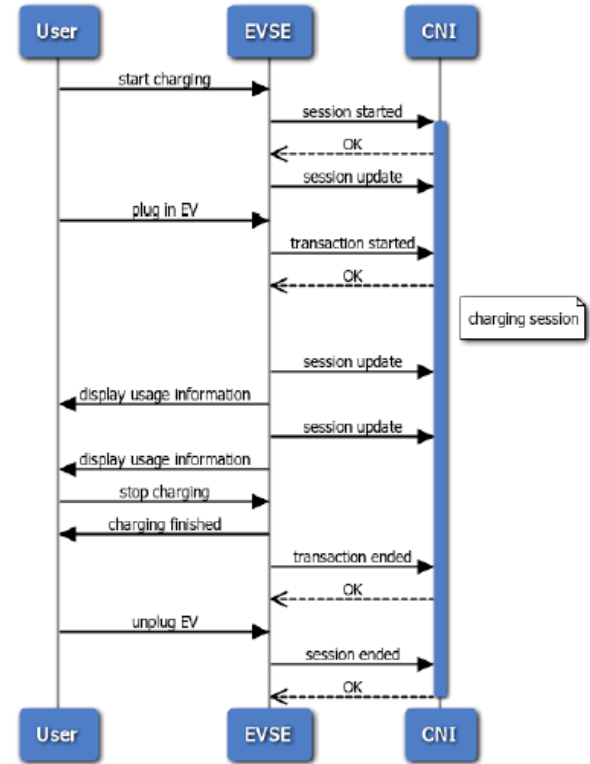 User EVSE CNI
start charging
session started
OK
session update
plug in EV
transaction started
OK
charging session
session update
display usage information
session update
display usage information
stop charging
charging finished
transaction ended
OK
unplug EV
session ended
OK
User EVSE CNI